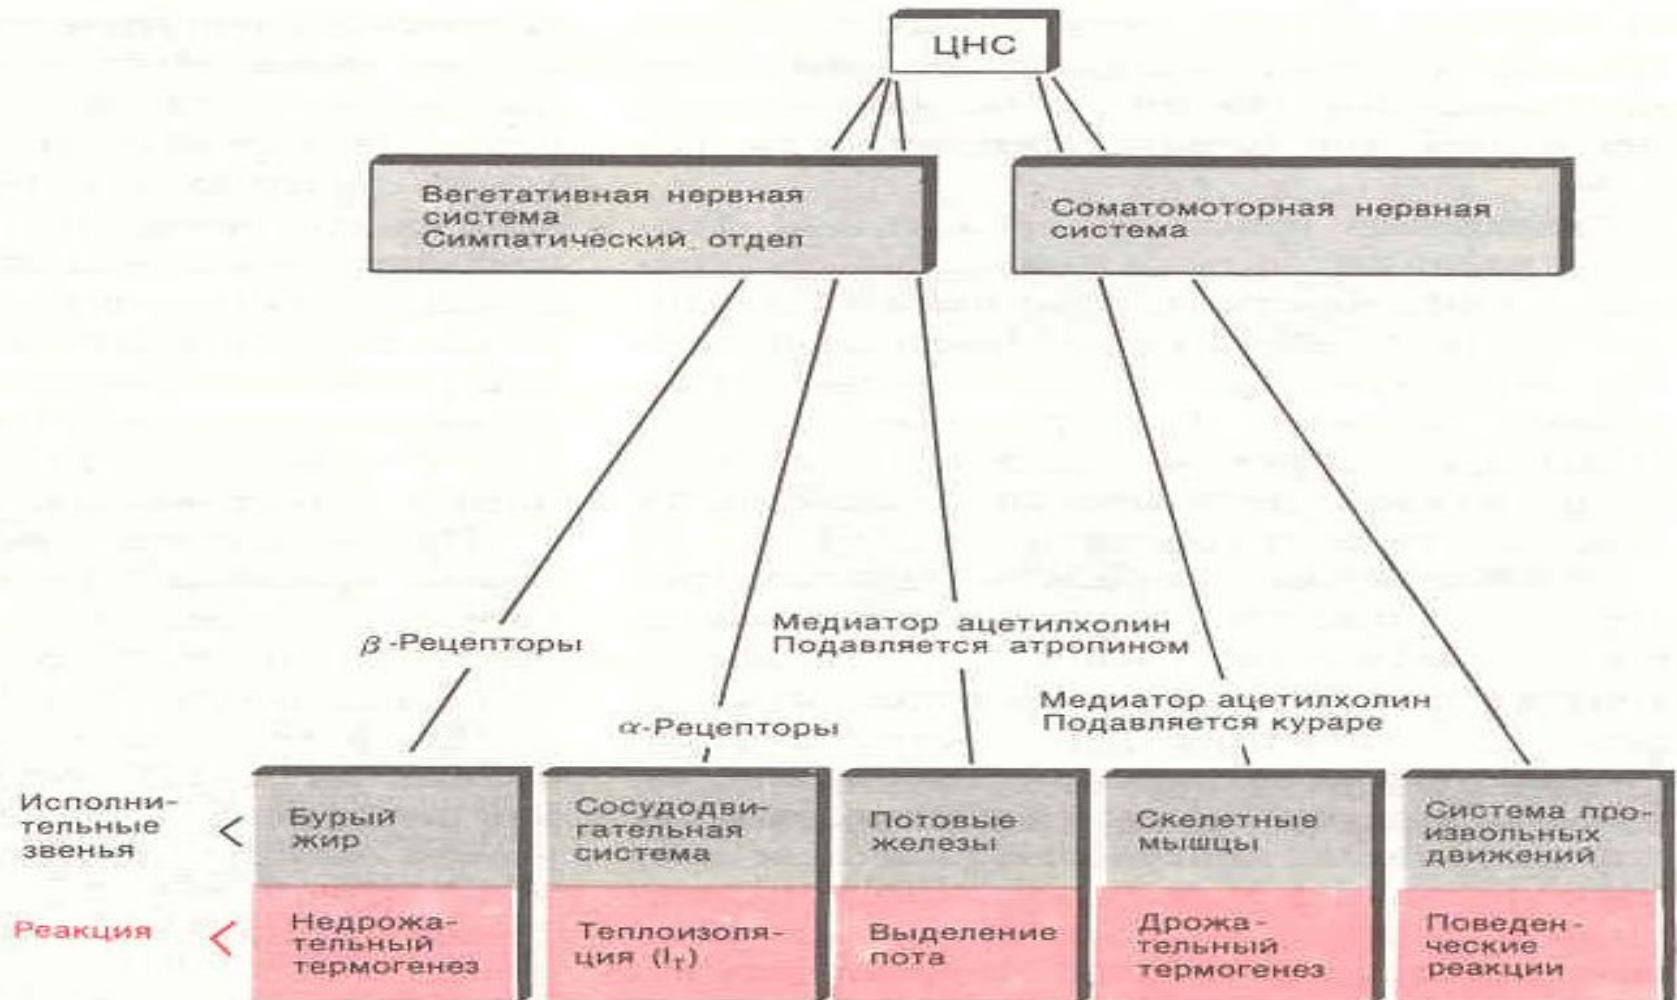 ЦНС
Вегетативная нервная
система
Симпатический отдел
Соматомоторная нервная
система
β-Рецепторы
α-Рецепторы
Медиатор ацетилхолин
Подавляется атропином
Медиатор ацетилхолин
Подавляется кураре
Исполни-
тельные
звенья
Бурый
жир
Сосудодви-
гательная
система
Потовые
железы
Скелетные
мышцы
Система про-
извольных
движений
Реакция
Недрожа-
тельный
термогенез
Теплоизоля-
ция (Iт)
Выделение
пота
Дрожа-
тельный
термогенез
Поведен-
ческие
реакции